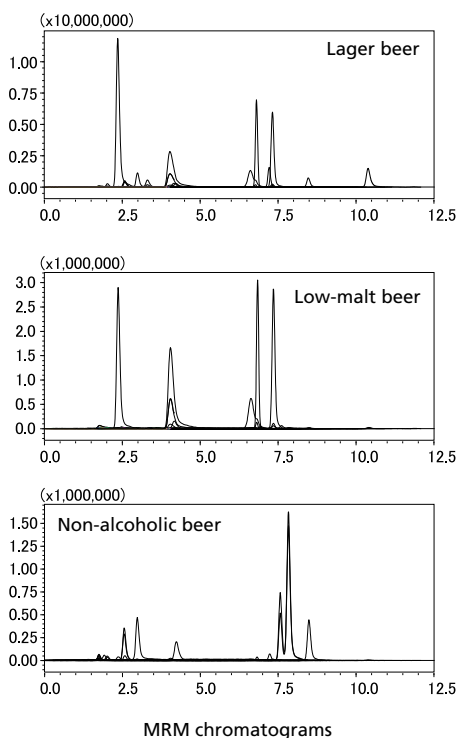 (x10,000,000)
Lager beer
1.00
0.75
0.50
0.25
0.00
0.0 2.5 5.0 7.5 10.0 12.5
(x1,000,000)
Low-malt beer
3.0
2.5
2.0
1.5
1.0
0.5
0.0
0.0 2.5 5.0 7.5 10.0 12.5
(x1,000,000)
Non-alcoholic beer
1.50
1.25
1.00
0.75
0.50
0.25
0.00
0.0 2.5 5.0 7.5 10.0 12.5
MRM chromatograms